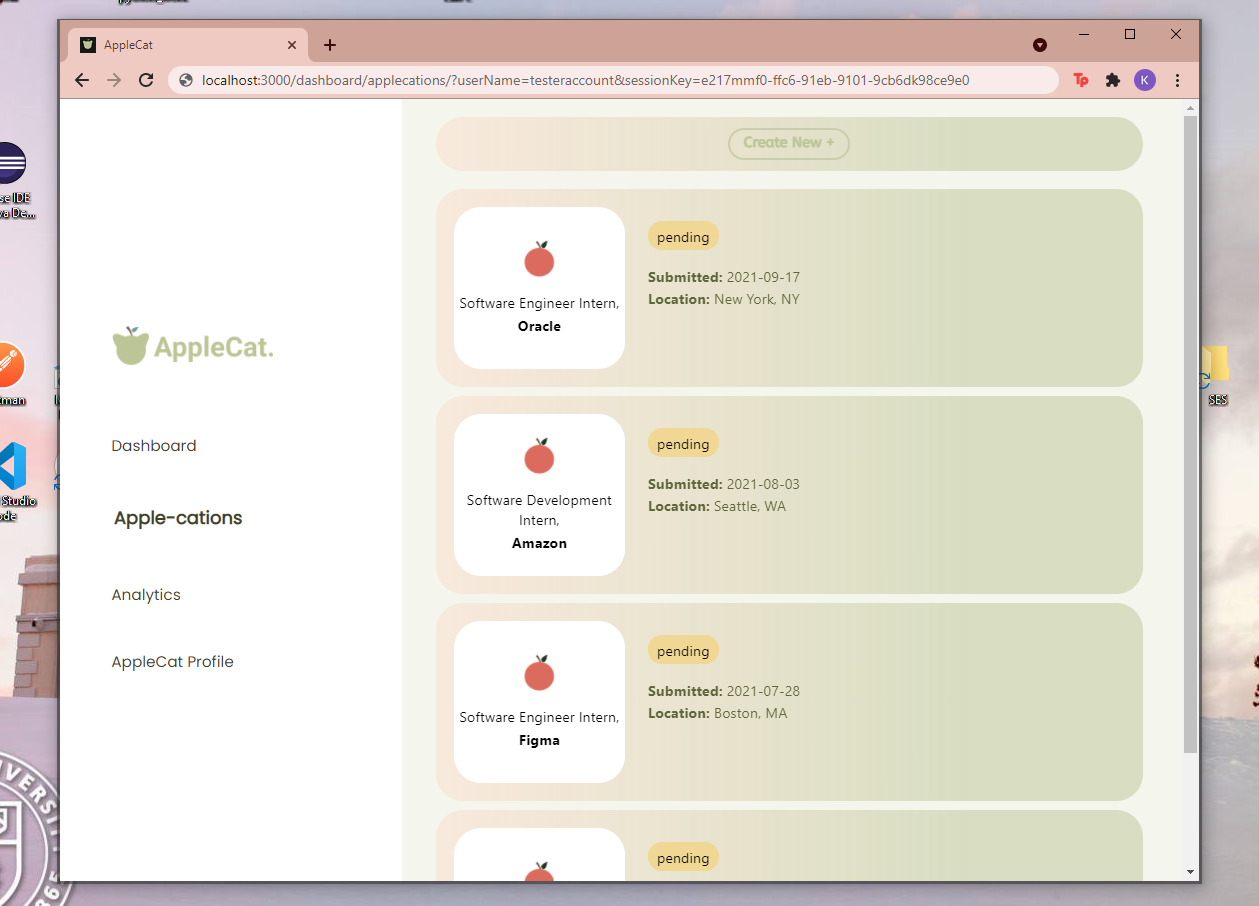 AppleCat
localhost:3000/dashboard/applecations/?userName=testeraccount&sessionKey=e217mmf0-ffc6-91eb-9101-9cb6dk98ce9e0
Tp
K
Create New +
pending
Submitted: 2021-09-17
Location: New York, NY
Software Engineer Intern,
Oracle
AppleCat.
Dashboard
Apple-cations
Analytics
AppleCat Profile
pending
Submitted: 2021-08-03
Location: Seattle, WA
Software Development
Intern,
Amazon
pending
Submitted: 2021-07-28
Location: Boston, MA
Software Engineer Intern,
Figma
pending
se IDE
va De...
tman
Studio
ode
SES